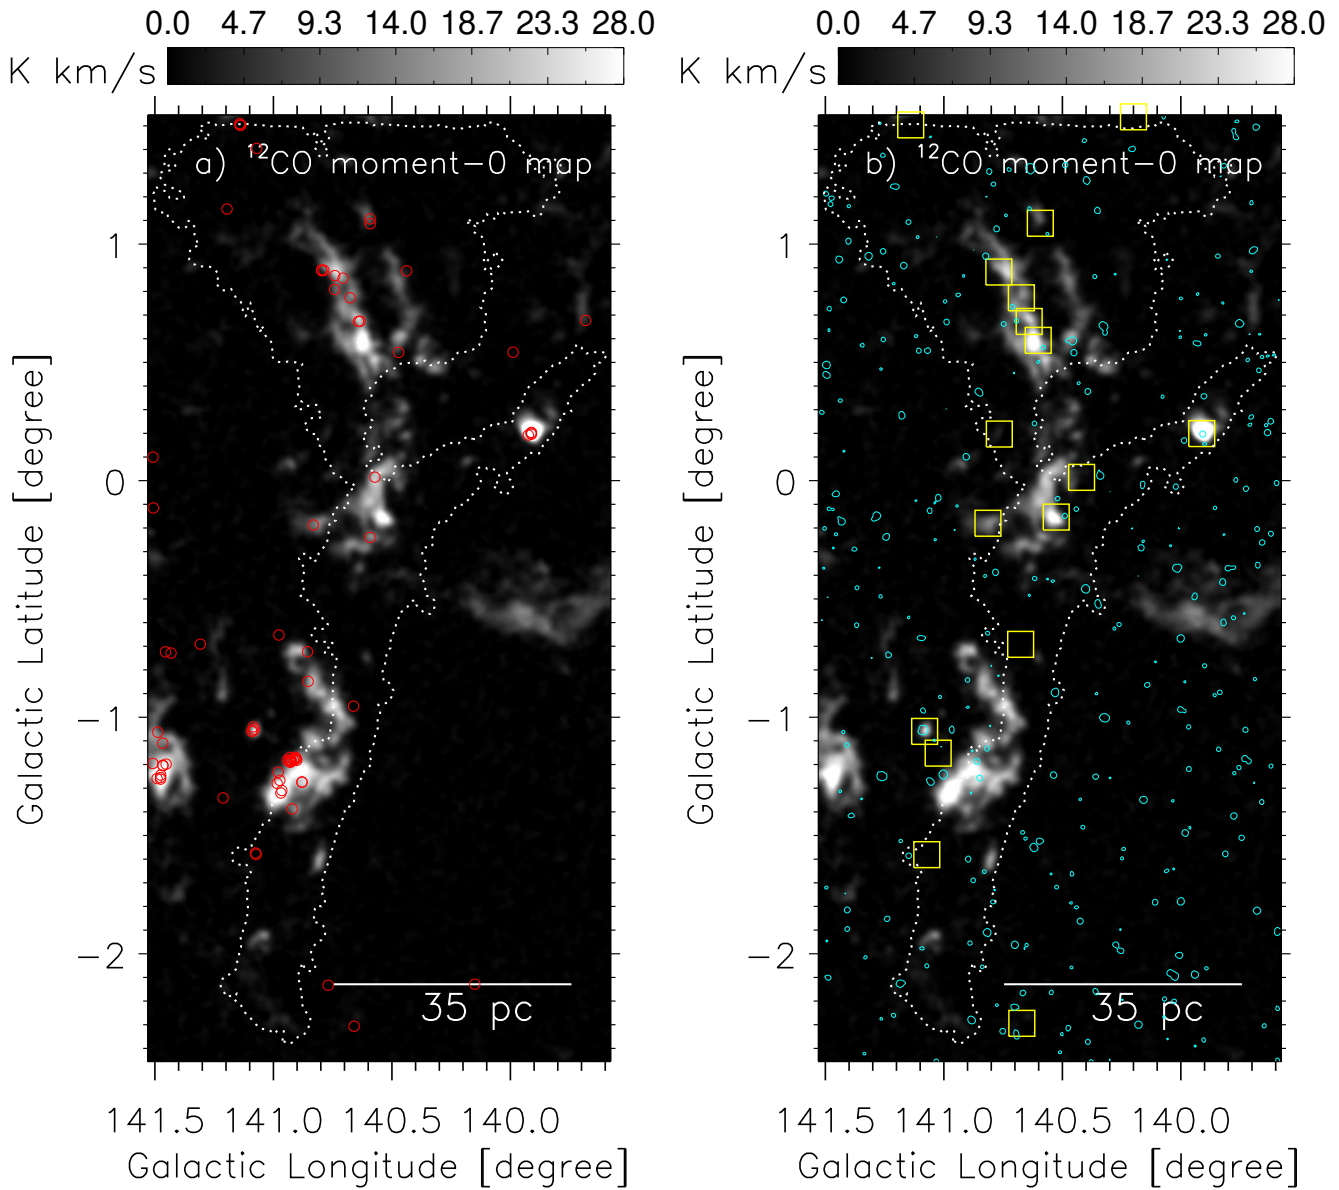 0.0 4.7 9.3 14.0 18.7 23.3 28.0
K km/s
a) ¹²CO moment−0 map
1
0
−1
−2
35 pc
141.5 141.0 140.5 140.0
Galactic Longitude [degree]
Galactic Latitude [degree]
0.0 4.7 9.3 14.0 18.7 23.3 28.0
K km/s
b) ¹²CO moment−0 map
1
0
−1
−2
35 pc
141.5 141.0 140.5 140.0
Galactic Longitude [degree]
Galactic Latitude [degree]